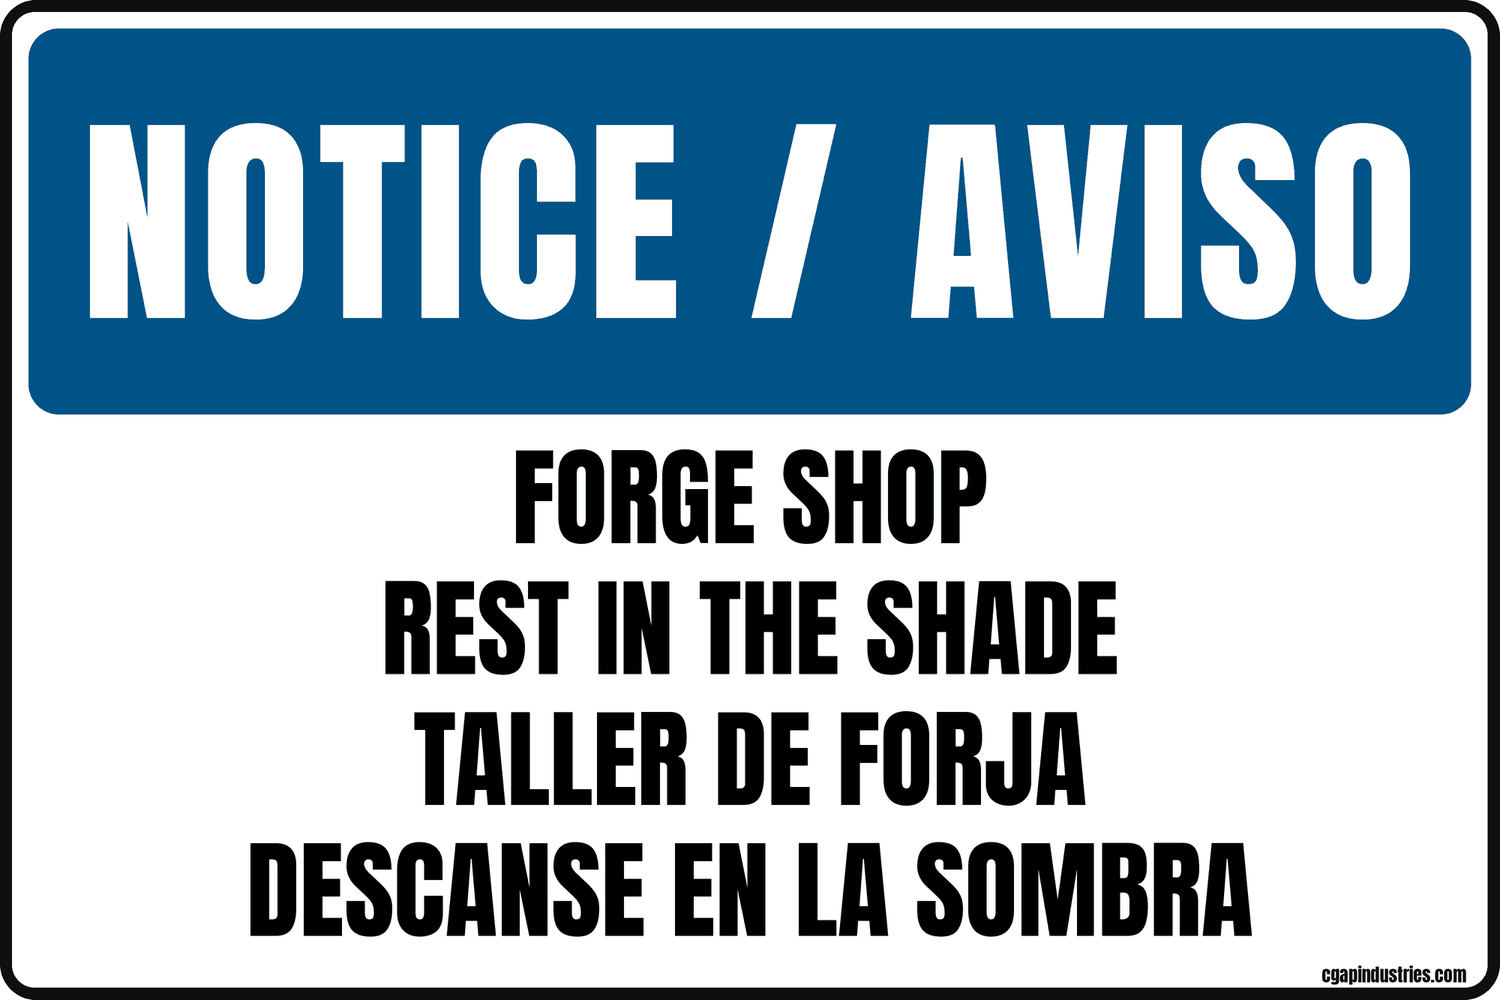 NOTICE / AVISO
FORGE SHOP
REST IN THE SHADE
TALLER DE FORJA
DESCANSE EN LA SOMBRA
cgapindustries.com